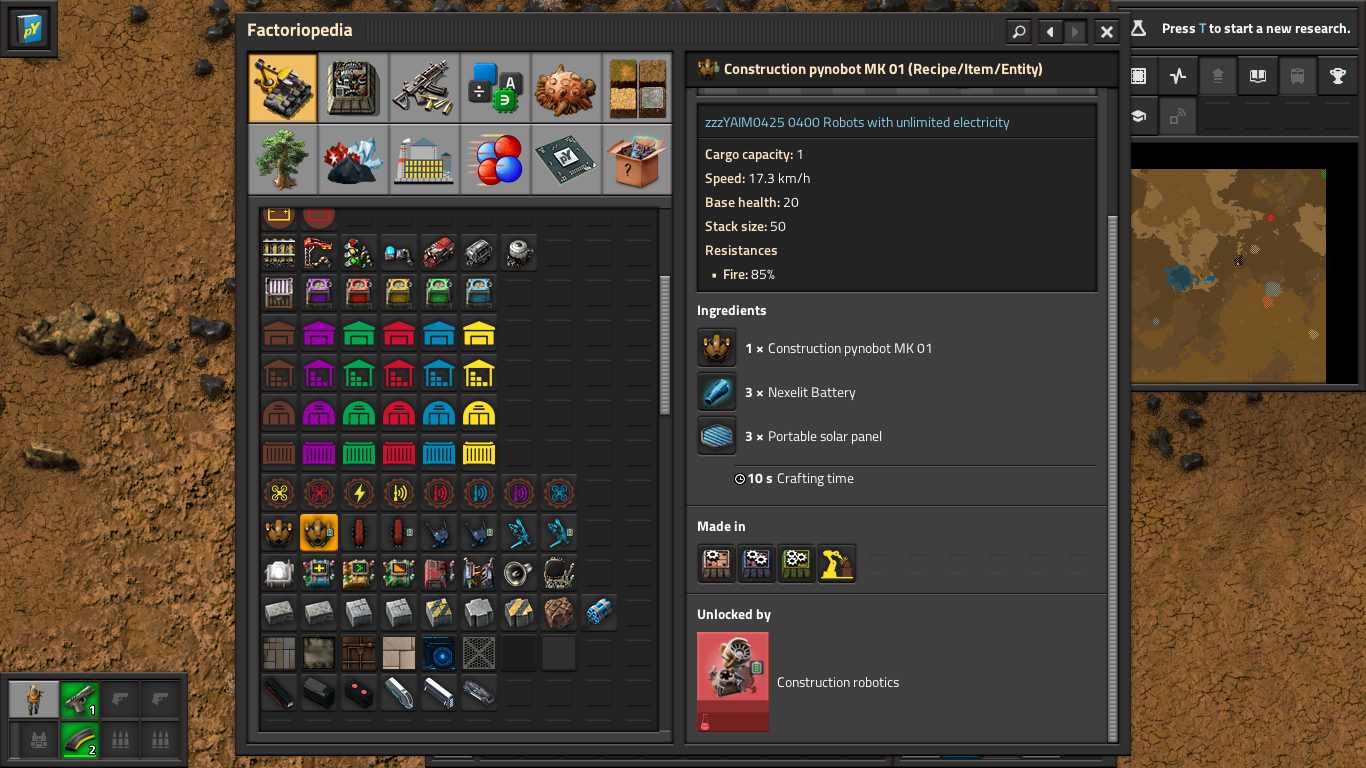 pY
Factoriopedia
Press T to start a new research.
A
pY
?
Construction pynobot MK 01 (Recipe/Item/Entity)
zzzYAIM0425 0400 Robots with unlimited electricity
Cargo capacity: 1
Speed: 17.3 km/h
Base health: 20
Stack size: 50
Resistances
▪ Fire: 85%
Ingredients
1 × Construction pynobot MK 01
3 × Nexelit Battery
3 × Portable solar panel
10 s Crafting time
Made in
Unlocked by
Construction robotics
1
2